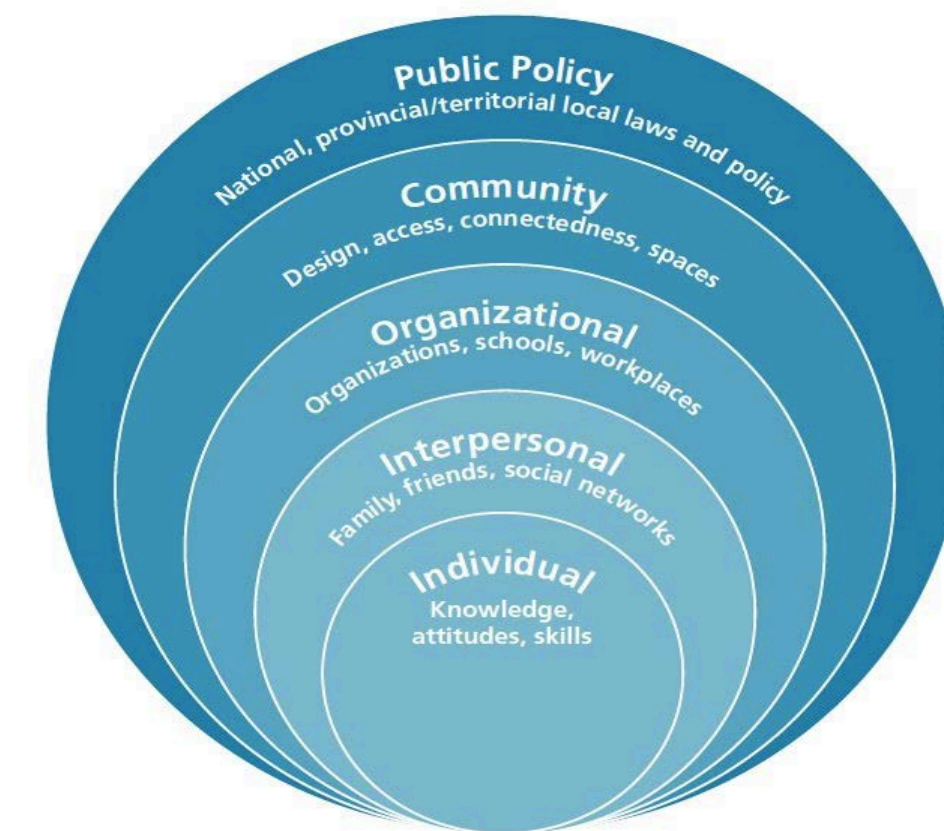 Public Policy
National, provincial/territorial local laws and policy
Community
Design, access, connectedness, spaces
Organizational
Organizations, schools, workplaces
Interpersonal
Family, friends, social networks
Individual
Knowledge,
attitudes, skills